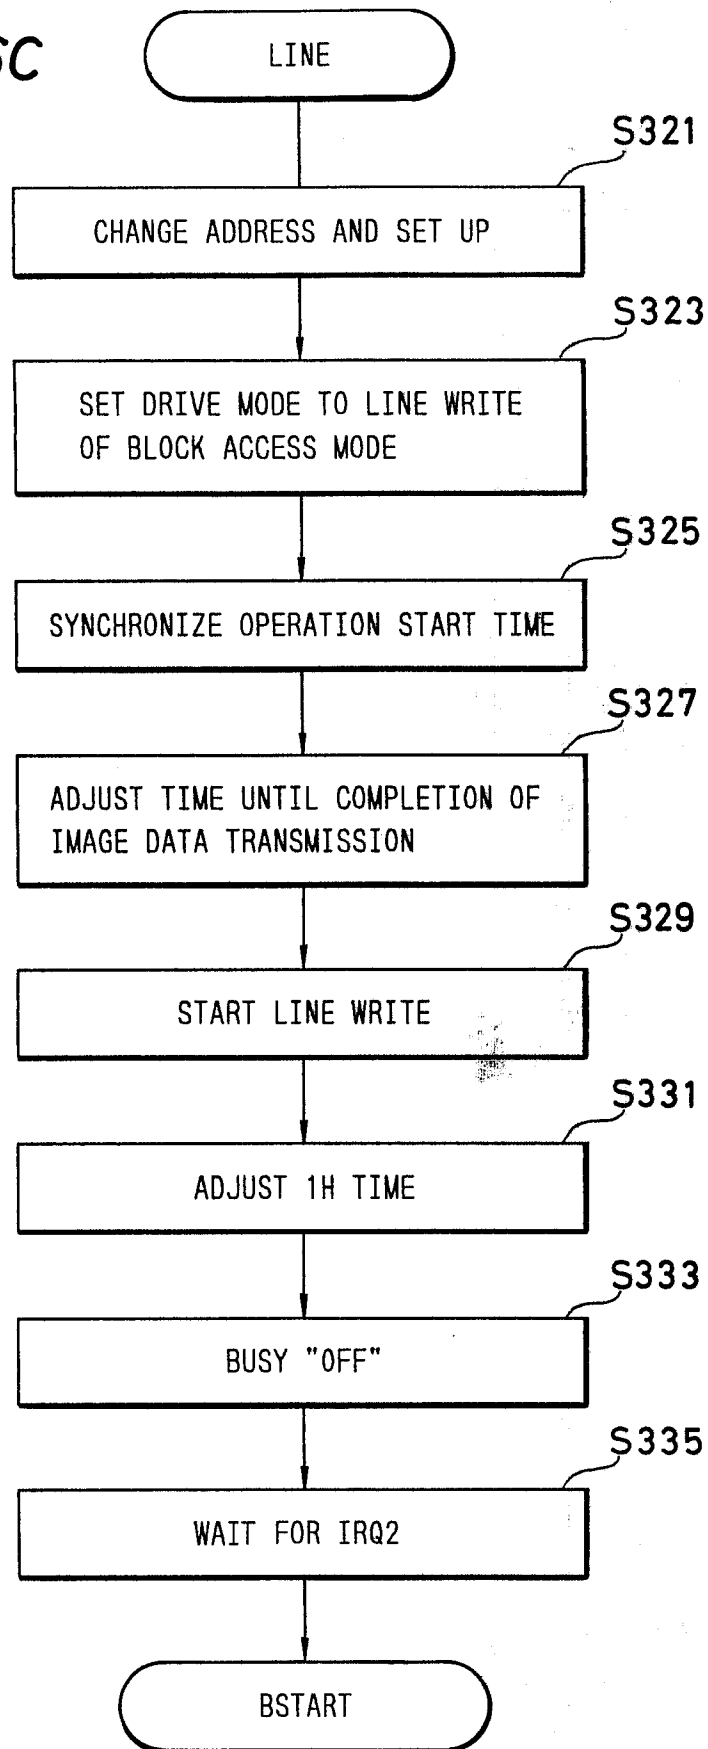 6C
LINE
S321
CHANGE ADDRESS AND SET UP
S323
SET DRIVE MODE TO LINE WRITE
OF BLOCK ACCESS MODE
S325
SYNCHRONIZE OPERATION START TIME
S327
ADJUST TIME UNTIL COMPLETION OF
IMAGE DATA TRANSMISSION
S329
START LINE WRITE
S331
ADJUST 1H TIME
S333
BUSY "OFF"
S335
WAIT FOR IRQ2
BSTART